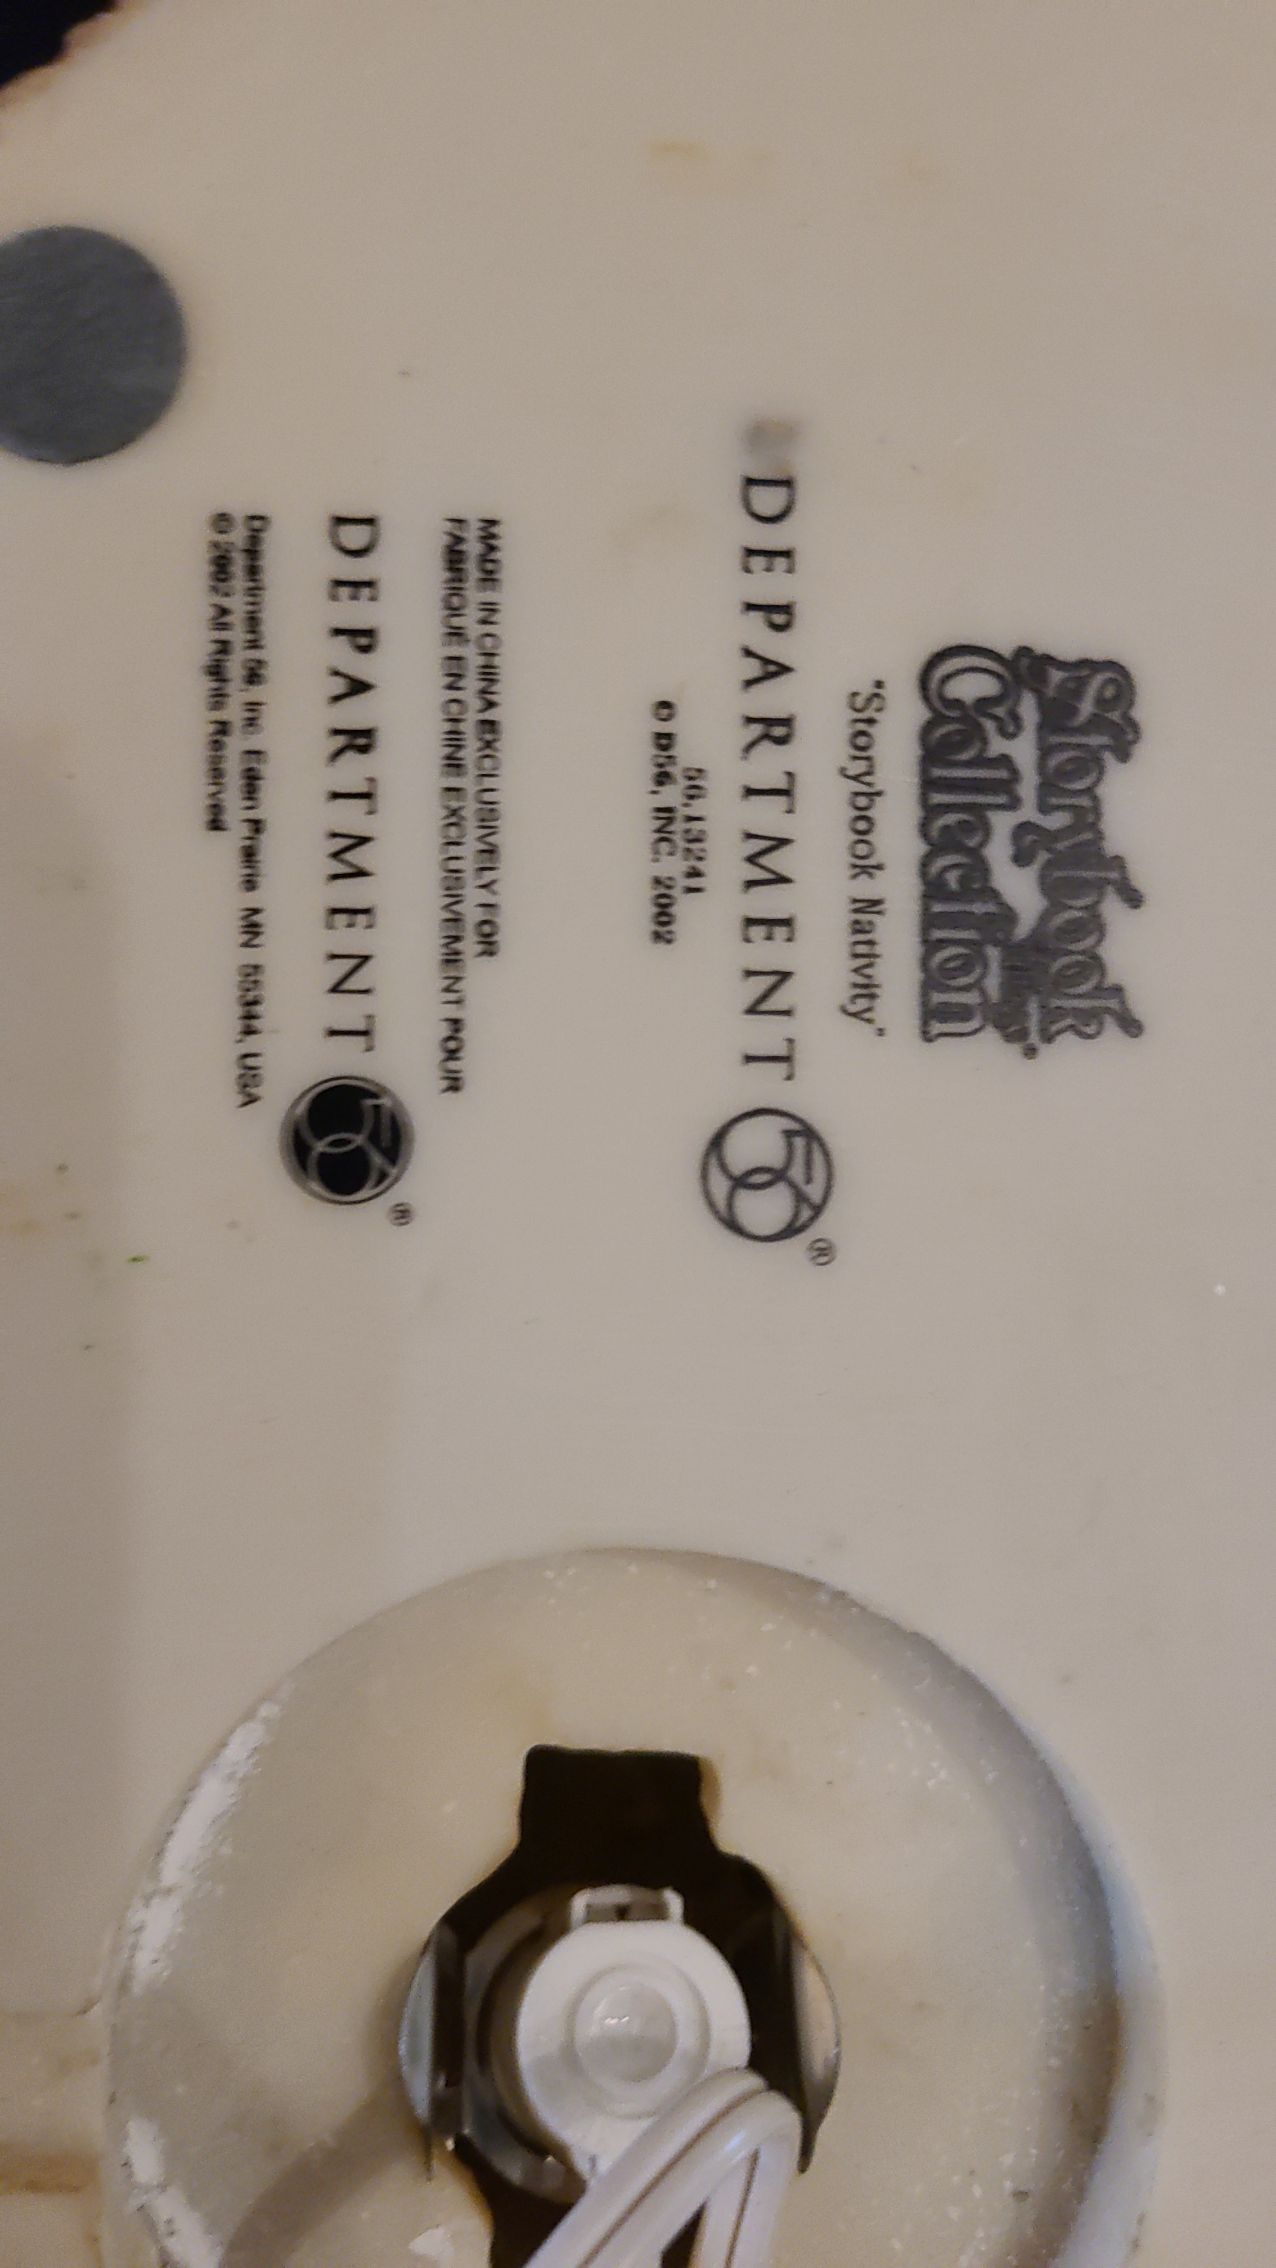 Storybook
Collection®
"Storybook Nativity"
DEPARTMENT 56®
56.13241
© D56, INC. 2002
MADE IN CHINA EXCLUSIVELY FOR
FABRIQUÉ EN CHINE EXCLUSIVEMENT POUR
DEPARTMENT 56®
Department 56, Inc. Eden Prairie MN 55344, USA
© 2002 All Rights Reserved